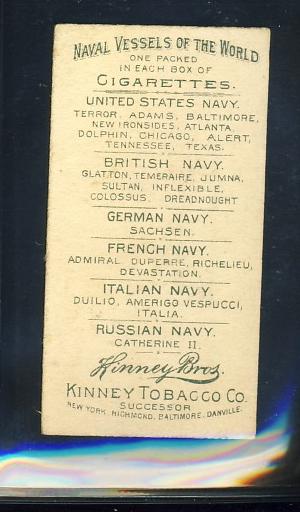 NAVAL VESSELS OF THE WORLD
ONE PACKED
IN EACH BOX OF
CIGARETTES.
UNITED STATES NAVY.
TERROR, ADAMS, BALTIMORE,
NEW IRONSIDES, ATLANTA,
DOLPHIN, CHICAGO, ALERT,
TENNESSEE, TEXAS.
BRITISH NAVY.
GLATTON, TEMERAIRE, JUMNA,
SULTAN, INFLEXIBLE,
COLOSSUS, DREADNOUGHT
GERMAN NAVY.
SACHSEN.
FRENCH NAVY.
ADMIRAL DUPERRE, RICHELIEU,
DEVASTATION.
ITALIAN NAVY.
DUILIO, AMERIGO VESPUCCI,
ITALIA.
RUSSIAN NAVY.
CATHERINE II.
Kinney Bros.
KINNEY TOBACCO CO.
SUCCESSOR
NEW YORK, RICHMOND, BALTIMORE, DANVILLE.